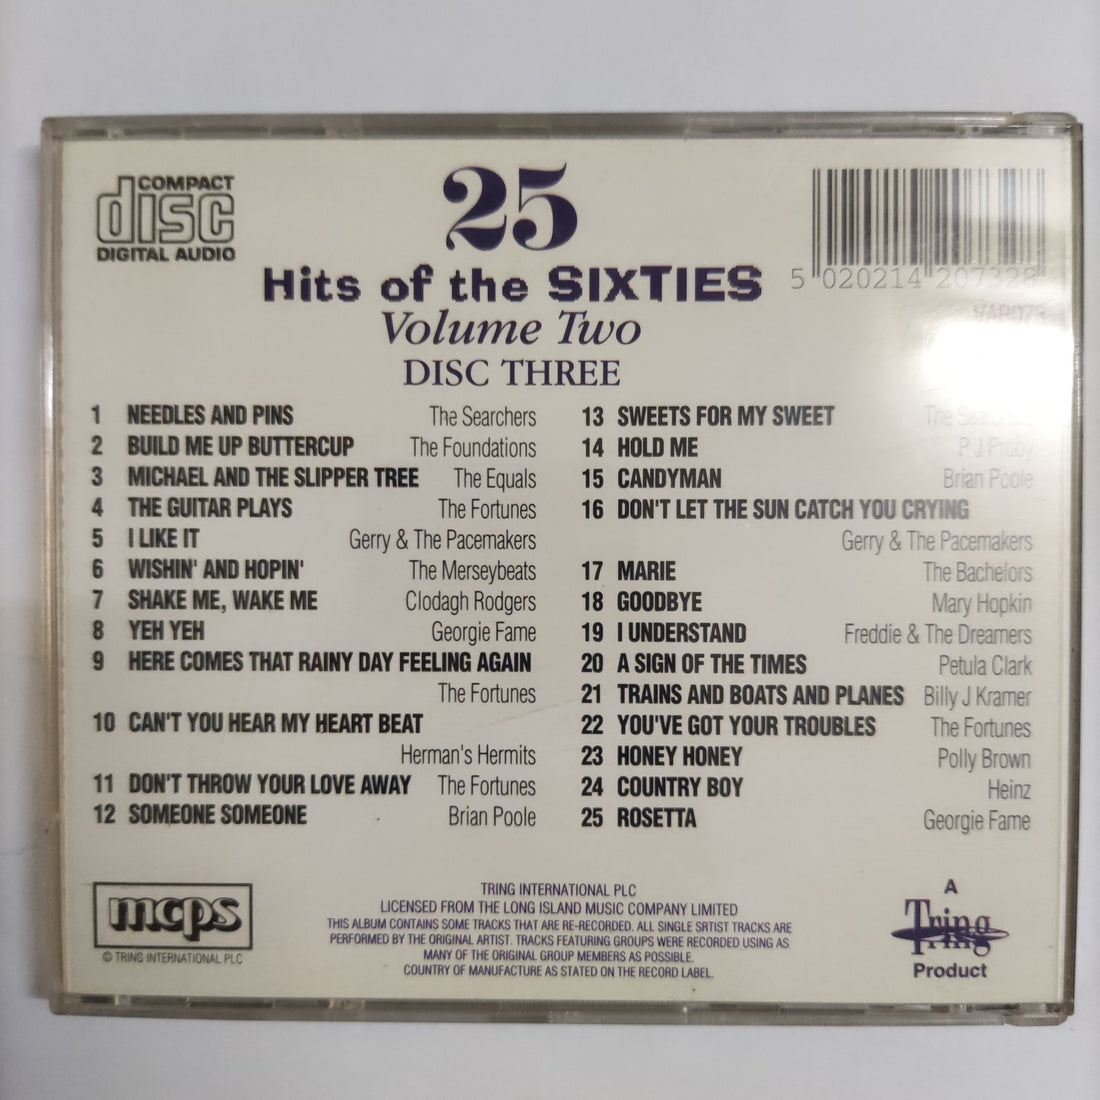 COMPACT
disc
DIGITAL AUDIO
25
Hits of the SIXTIES
Volume Two
DISC THREE
5 020214 207328
1 NEEDLES AND PINS The Searchers
2 BUILD ME UP BUTTERCUP The Foundations
3 MICHAEL AND THE SLIPPER TREE The Equals
4 THE GUITAR PLAYS The Fortunes
5 I LIKE IT Gerry & The Pacemakers
6 WISHIN' AND HOPIN' The Merseybeats
7 SHAKE ME, WAKE ME Clodagh Rodgers
8 YEH YEH Georgie Fame
9 HERE COMES THAT RAINY DAY FEELING AGAIN
The Fortunes
10 CAN'T YOU HEAR MY HEART BEAT
Herman's Hermits
11 DON'T THROW YOUR LOVE AWAY The Fortunes
12 SOMEONE SOMEONE Brian Poole
13 SWEETS FOR MY SWEET The Searchers
14 HOLD ME P J Proby
15 CANDYMAN Brian Poole
16 DON'T LET THE SUN CATCH YOU CRYING
Gerry & The Pacemakers
17 MARIE The Bachelors
18 GOODBYE Mary Hopkin
19 I UNDERSTAND Freddie & The Dreamers
20 A SIGN OF THE TIMES Petula Clark
21 TRAINS AND BOATS AND PLANES Billy J Kramer
22 YOU'VE GOT YOUR TROUBLES The Fortunes
23 HONEY HONEY Polly Brown
24 COUNTRY BOY Heinz
25 ROSETTA Georgie Fame
mcps
© TRING INTERNATIONAL PLC
TRING INTERNATIONAL PLC
LICENSED FROM THE LONG ISLAND MUSIC COMPANY LIMITED
THIS ALBUM CONTAINS SOME TRACKS THAT ARE RE-RECORDED. ALL SINGLE SRTIST TRACKS ARE
PERFORMED BY THE ORIGINAL ARTIST. TRACKS FEATURING GROUPS WERE RECORDED USING AS
MANY OF THE ORIGINAL GROUP MEMBERS AS POSSIBLE.
COUNTRY OF MANUFACTURE AS STATED ON THE RECORD LABEL.
A
Tring
Product